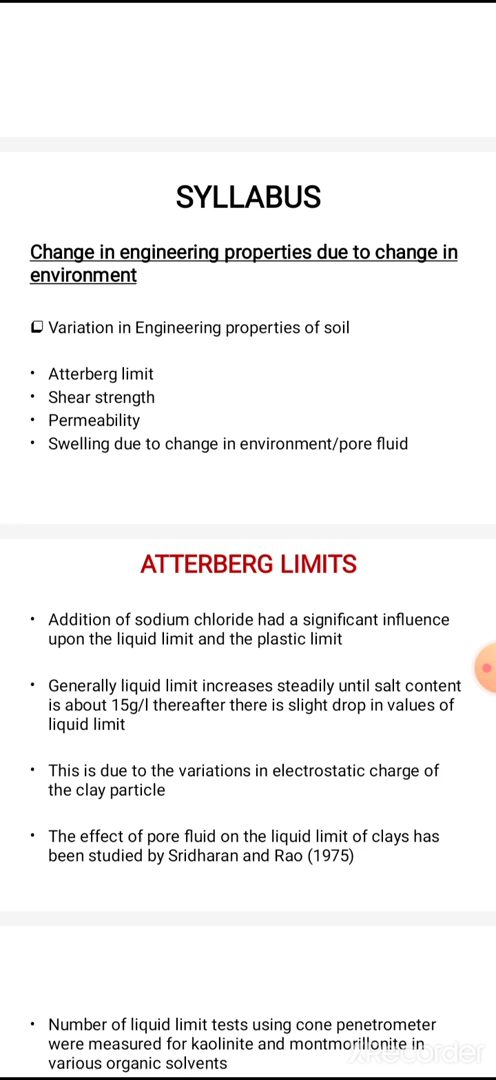 SYLLABUS
Change in engineering properties due to change in
environment
❏ Variation in Engineering properties of soil
• Atterberg limit
• Shear strength
• Permeability
• Swelling due to change in environment/pore fluid
ATTERBERG LIMITS
• Addition of sodium chloride had a significant influence
upon the liquid limit and the plastic limit
• Generally liquid limit increases steadily until salt content
is about 15g/l thereafter there is slight drop in values of
liquid limit
• This is due to the variations in electrostatic charge of
the clay particle
• The effect of pore fluid on the liquid limit of clays has
been studied by Sridharan and Rao (1975)
• Number of liquid limit tests using cone penetrometer
were measured for kaolinite and montmorillonite in
various organic solvents
XRecorder